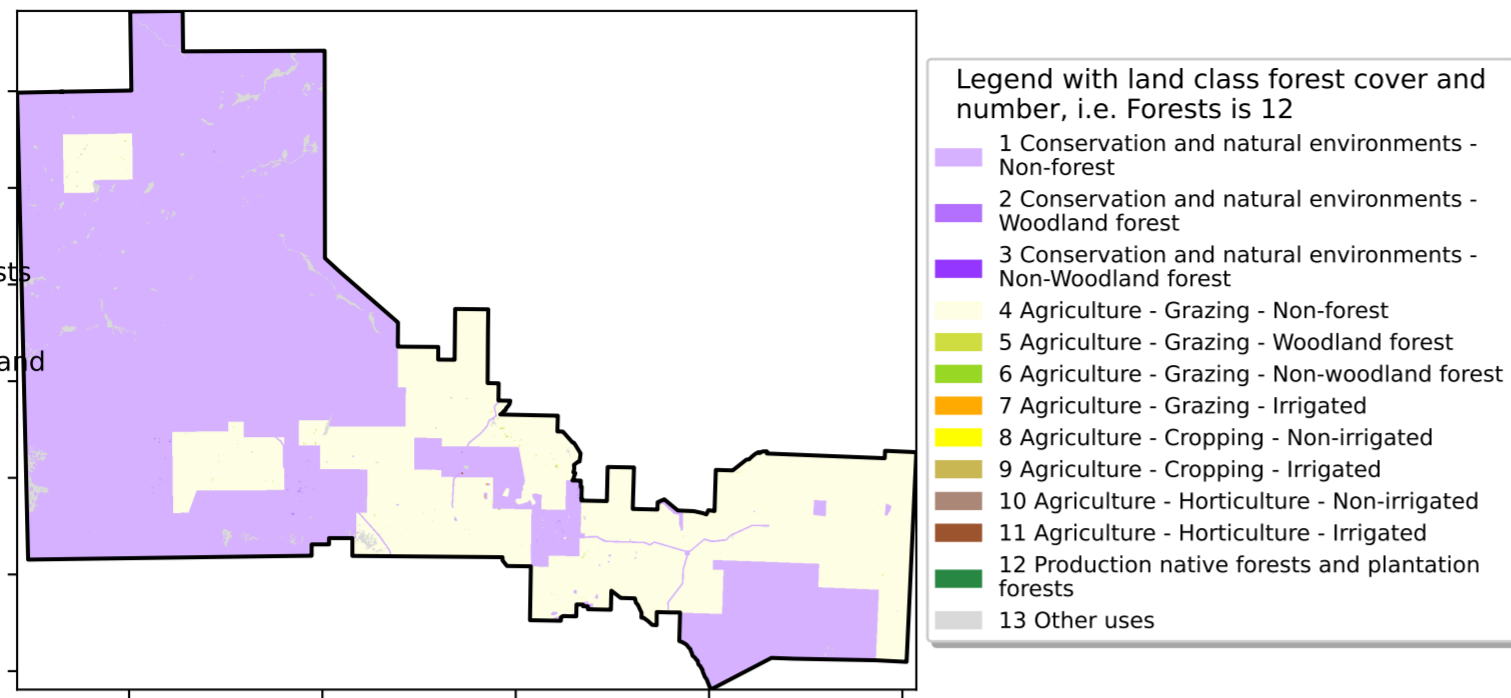 sts
and
Legend with land class forest cover and
number, i.e. Forests is 12
1 Conservation and natural environments -
Non-forest
2 Conservation and natural environments -
Woodland forest
3 Conservation and natural environments -
Non-Woodland forest
4 Agriculture - Grazing - Non-forest
5 Agriculture - Grazing - Woodland forest
6 Agriculture - Grazing - Non-woodland forest
7 Agriculture - Grazing - Irrigated
8 Agriculture - Cropping - Non-irrigated
9 Agriculture - Cropping - Irrigated
10 Agriculture - Horticulture - Non-irrigated
11 Agriculture - Horticulture - Irrigated
12 Production native forests and plantation
forests
13 Other uses